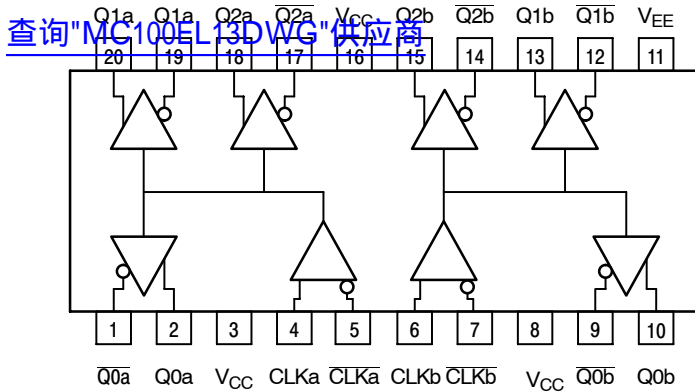 Q1a Q1a Q2a Q2a VCC Q2b Q2b Q1b Q1b VEE
查询"MC100EL13DWG"供应商
20 19 18 17 16 15 14 13 12 11
1 2 3 4 5 6 7 8 9 10
Q0a Q0a VCC CLKa CLKa CLKb CLKb VCC Q0b Q0b